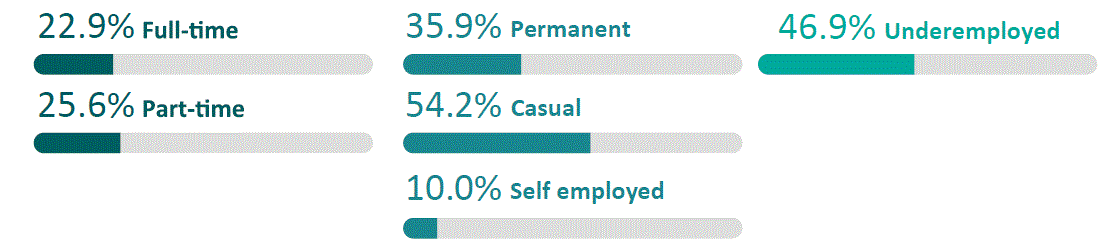 22.9% Full-time
25.6% Part-time
35.9% Permanent
54.2% Casual
10.0% Self employed
46.9% Underemployed